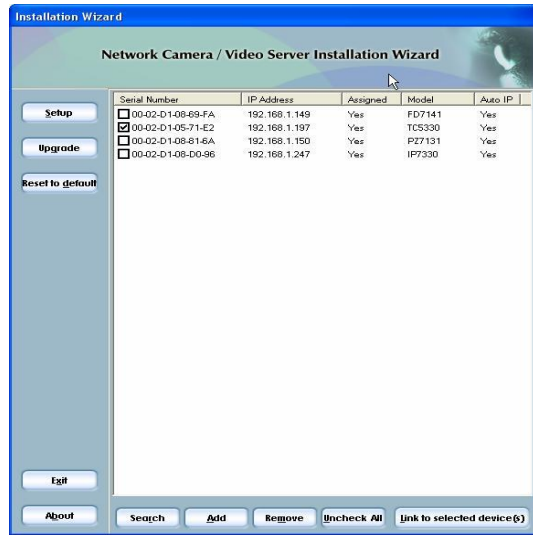 Installation Wizard
Network Camera / Video Server Installation Wizard
Setup
Upgrade
Reset to default
Serial Number IP Address Assigned Model Auto IP
00-02-D1-08-69-FA 192.168.1.149 Yes FD7141 Yes
00-02-D1-05-71-E2 192.168.1.197 Yes TC5330 Yes
00-02-D1-08-81-6A 192.168.1.150 Yes PZ7131 Yes
00-02-D1-08-D0-96 192.168.1.247 Yes IP7330 Yes
Exit
About
Search Add Remove Uncheck All Link to selected device(s)